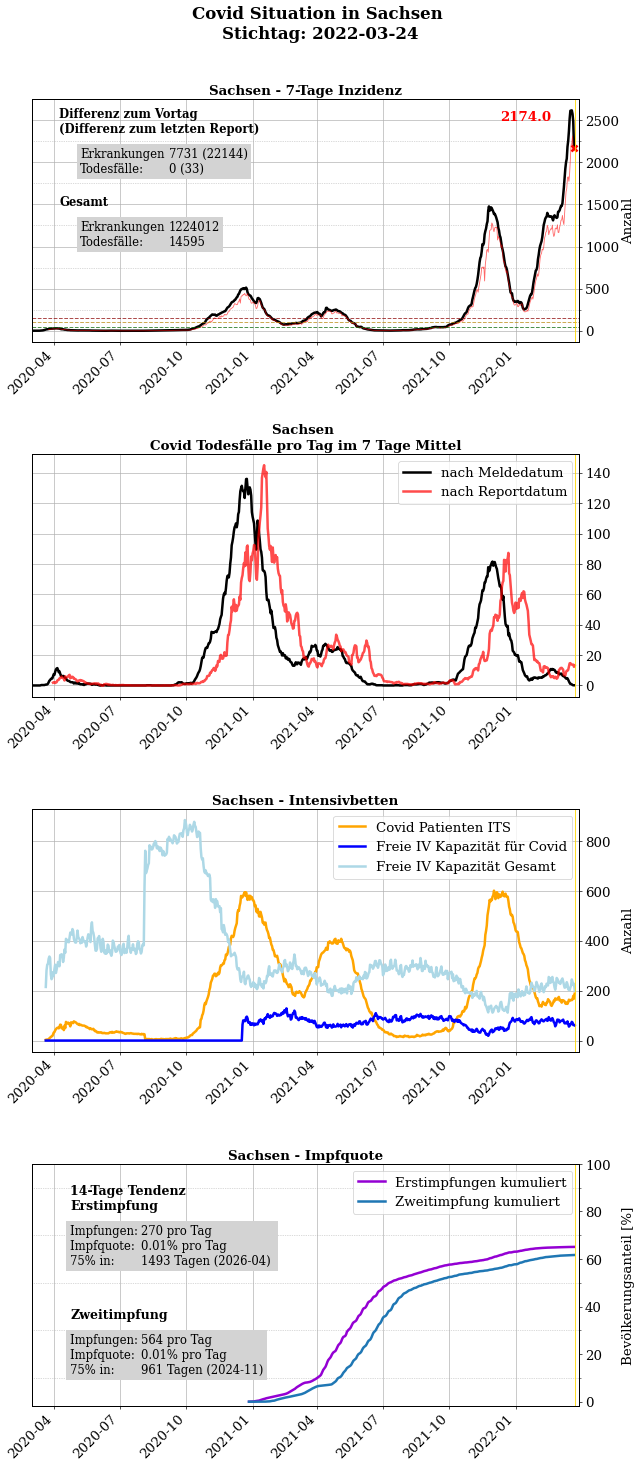 Covid Situation in Sachsen
Stichtag: 2022-03-24
Sachsen - 7-Tage Inzidenz
Differenz zum Vortag
(Differenz zum letzten Report)
Erkrankungen 7731 (22144)
Todesfälle: 0 (33)
Gesamt
Erkrankungen 1224012
Todesfälle: 14595
2174.0
2500
2000
1500
1000
500
0
Anzahl
2020-04
2020-07
2020-10
2021-01
2021-04
2021-07
2021-10
2022-01
Sachsen
Covid Todesfälle pro Tag im 7 Tage Mittel
nach Meldedatum
nach Reportdatum
140
120
100
80
60
40
20
0
2020-04
2020-07
2020-10
2021-01
2021-04
2021-07
2021-10
2022-01
Sachsen - Intensivbetten
Covid Patienten ITS
Freie IV Kapazität für Covid
Freie IV Kapazität Gesamt
800
600
400
200
0
Anzahl
2020-04
2020-07
2020-10
2021-01
2021-04
2021-07
2021-10
2022-01
Sachsen - Impfquote
14-Tage Tendenz
Erstimpfung
Impfungen: 270 pro Tag
Impfquote: 0.01% pro Tag
75% in: 1493 Tagen (2026-04)
Zweitimpfung
Impfungen: 564 pro Tag
Impfquote: 0.01% pro Tag
75% in: 961 Tagen (2024-11)
Erstimpfungen kumuliert
Zweitimpfung kumuliert
100
80
60
40
20
0
Bevölkerungsanteil [%]
2020-04
2020-07
2020-10
2021-01
2021-04
2021-07
2021-10
2022-01